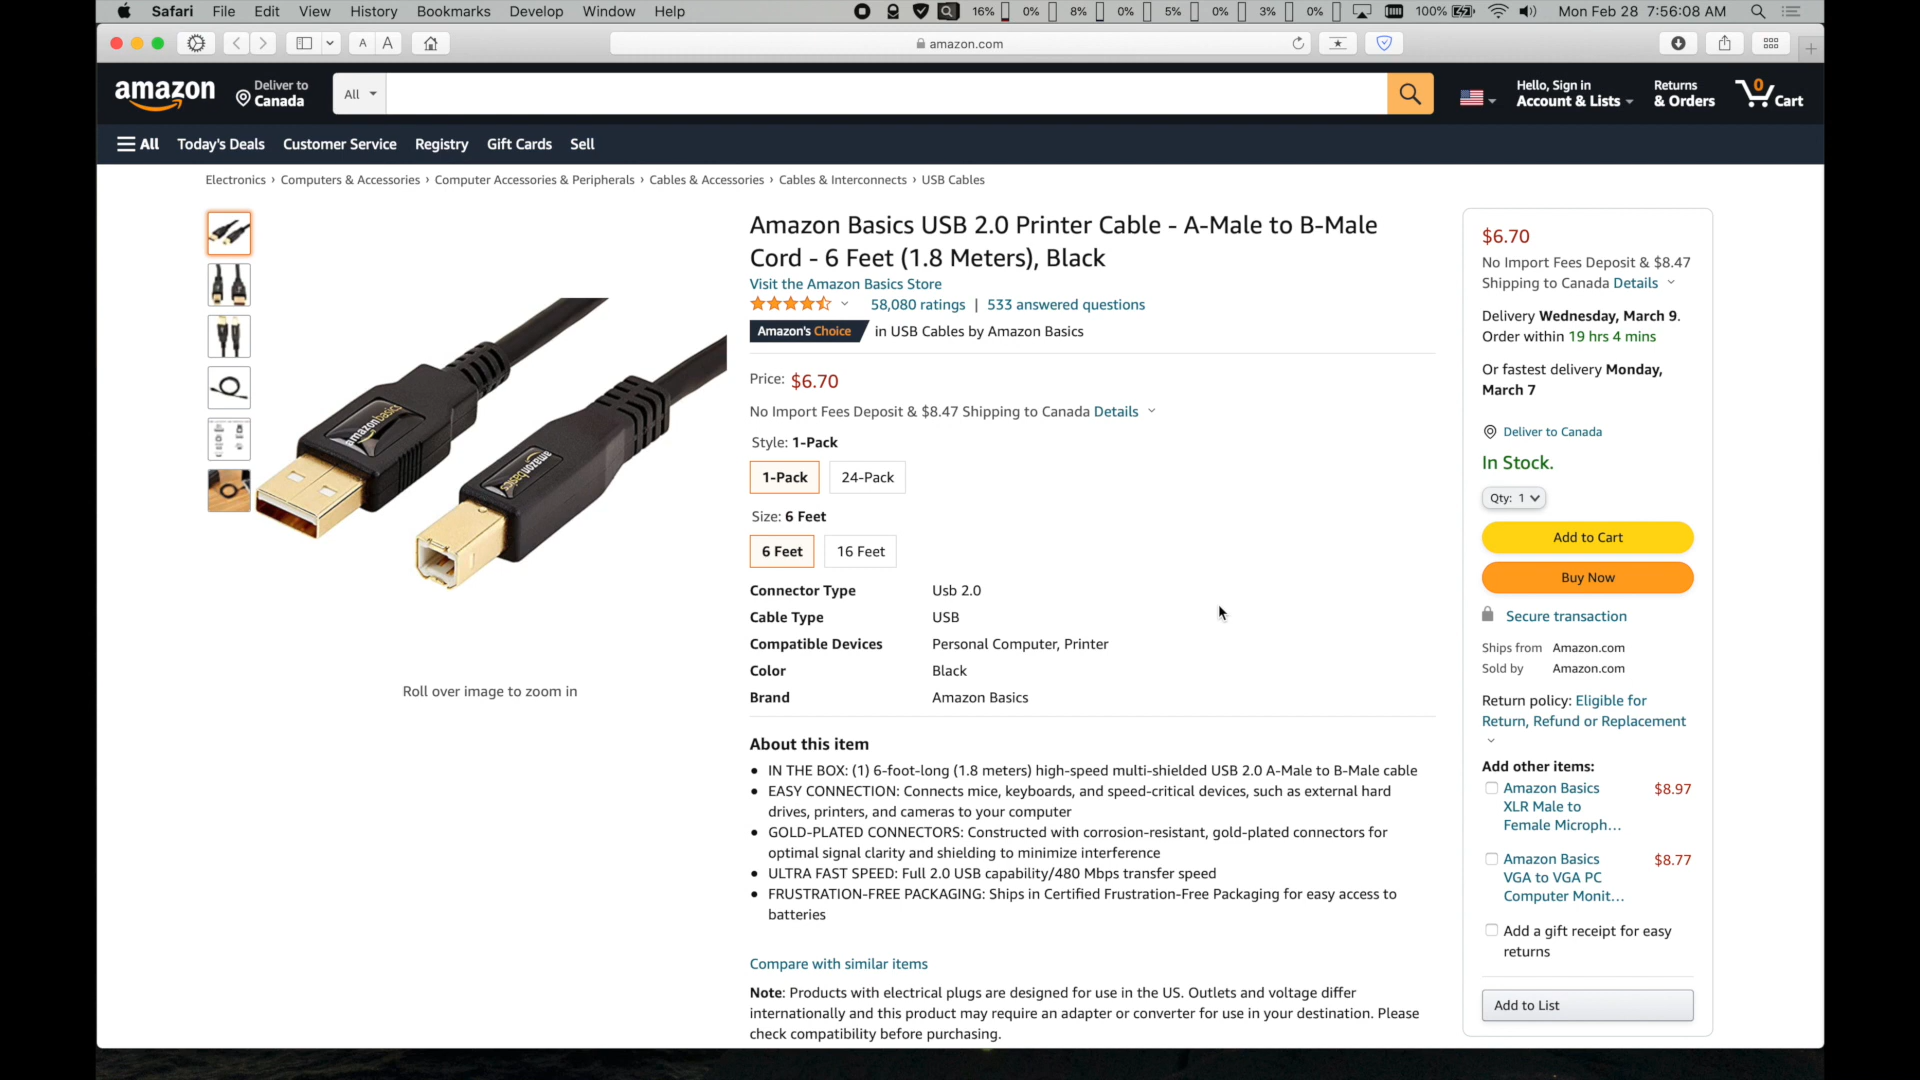 Safari File Edit View History Bookmarks Develop Window Help 16% 0% 8% 0% 5% 0% 3% 0% 100% Mon Feb 28 7:56:08 AM
A A amazon.com
amazon Deliver to Canada All Hello, Sign in Account & Lists Returns & Orders 0 Cart
All Today's Deals Customer Service Registry Gift Cards Sell
Electronics › Computers & Accessories › Computer Accessories & Peripherals › Cables & Accessories › Cables & Interconnects › USB Cables
amazonbasics
amazonbasics
Roll over image to zoom in
Amazon Basics USB 2.0 Printer Cable - A-Male to B-Male
Cord - 6 Feet (1.8 Meters), Black
Visit the Amazon Basics Store
58,080 ratings | 533 answered questions
Amazon's Choice in USB Cables by Amazon Basics
Price: $6.70
No Import Fees Deposit & $8.47 Shipping to Canada Details
Style: 1-Pack
1-Pack 24-Pack
Size: 6 Feet
6 Feet 16 Feet
Connector Type Usb 2.0
Cable Type USB
Compatible Devices Personal Computer, Printer
Color Black
Brand Amazon Basics
About this item
• IN THE BOX: (1) 6-foot-long (1.8 meters) high-speed multi-shielded USB 2.0 A-Male to B-Male cable
• EASY CONNECTION: Connects mice, keyboards, and speed-critical devices, such as external hard
drives, printers, and cameras to your computer
• GOLD-PLATED CONNECTORS: Constructed with corrosion-resistant, gold-plated connectors for
optimal signal clarity and shielding to minimize interference
• ULTRA FAST SPEED: Full 2.0 USB capability/480 Mbps transfer speed
• FRUSTRATION-FREE PACKAGING: Ships in Certified Frustration-Free Packaging for easy access to
batteries
Compare with similar items
Note: Products with electrical plugs are designed for use in the US. Outlets and voltage differ
internationally and this product may require an adapter or converter for use in your destination. Please
check compatibility before purchasing.
$6.70
No Import Fees Deposit & $8.47
Shipping to Canada Details
Delivery Wednesday, March 9.
Order within 19 hrs 4 mins
Or fastest delivery Monday,
March 7
Deliver to Canada
In Stock.
Qty: 1
Add to Cart
Buy Now
Secure transaction
Ships from Amazon.com
Sold by Amazon.com
Return policy: Eligible for
Return, Refund or Replacement
Add other items:
Amazon Basics $8.97
XLR Male to
Female Microph...
Amazon Basics $8.77
VGA to VGA PC
Computer Monit...
Add a gift receipt for easy
returns
Add to List